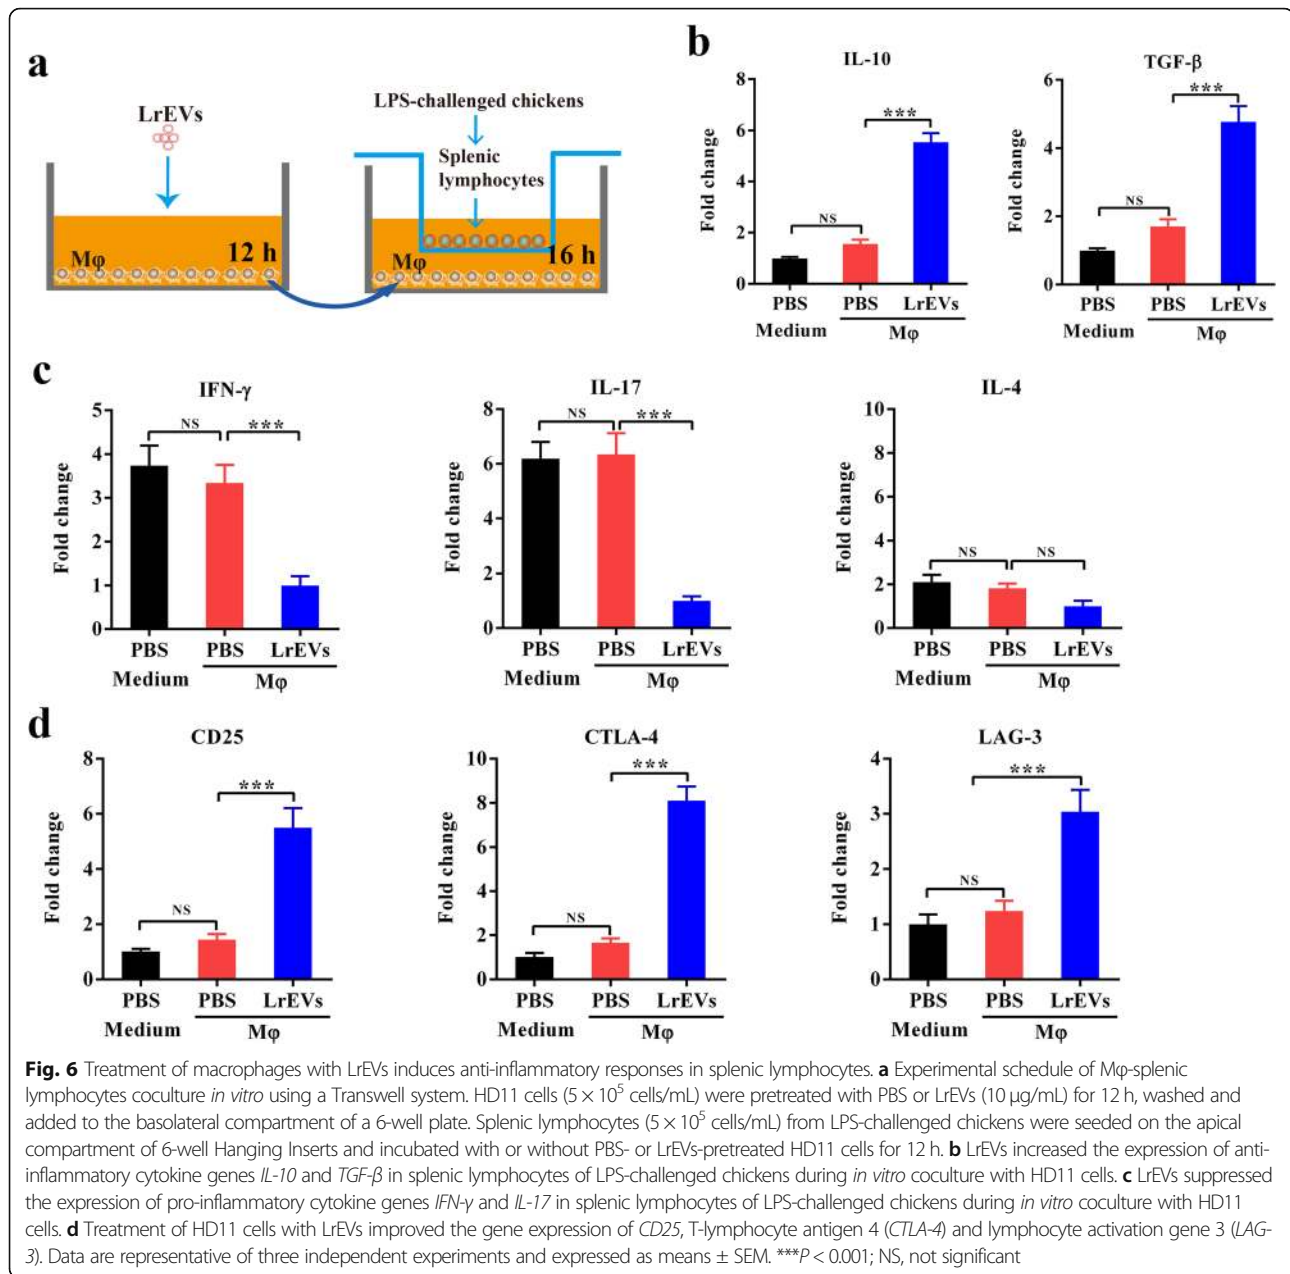 a
LrEVs
LPS-challenged chickens
Splenic
lymphocytes
Mφ
12 h
Mφ
16 h
b
IL-10
Fold change
8
6
4
2
0
NS
***
PBS
PBS
LrEVs
Medium
Mφ
TGF-β
Fold change
6
4
2
0
NS
***
PBS
PBS
LrEVs
Medium
Mφ
c
IFN-γ
Fold change
5
4
3
2
1
0
NS
***
PBS
PBS
LrEVs
Medium
Mφ
IL-17
Fold change
8
6
4
2
0
NS
***
PBS
PBS
LrEVs
Medium
Mφ
IL-4
Fold change
10
8
6
4
2
0
NS
NS
PBS
PBS
LrEVs
Medium
Mφ
d
CD25
Fold change
8
6
4
2
0
NS
***
PBS
PBS
LrEVs
Medium
Mφ
CTLA-4
Fold change
10
8
6
4
2
0
NS
***
PBS
PBS
LrEVs
Medium
Mφ
LAG-3
Fold change
4
3
2
1
0
NS
***
PBS
PBS
LrEVs
Medium
Mφ
Fig. 6 Treatment of macrophages with LrEVs induces anti-inflammatory responses in splenic lymphocytes. a Experimental schedule of Mφ-splenic
lymphocytes coculture in vitro using a Transwell system. HD11 cells (5 × 10⁵ cells/mL) were pretreated with PBS or LrEVs (10 μg/mL) for 12 h, washed and
added to the basolateral compartment of a 6-well plate. Splenic lymphocytes (5 × 10⁵ cells/mL) from LPS-challenged chickens were seeded on the apical
compartment of 6-well Hanging Inserts and incubated with or without PBS- or LrEVs-pretreated HD11 cells for 12 h. b LrEVs increased the expression of anti-
inflammatory cytokine genes IL-10 and TGF-β in splenic lymphocytes of LPS-challenged chickens during in vitro coculture with HD11 cells. c LrEVs suppressed
the expression of pro-inflammatory cytokine genes IFN-γ and IL-17 in splenic lymphocytes of LPS-challenged chickens during in vitro coculture with HD11
cells. d Treatment of HD11 cells with LrEVs improved the gene expression of CD25, T-lymphocyte antigen 4 (CTLA-4) and lymphocyte activation gene 3 (LAG-
3). Data are representative of three independent experiments and expressed as means ± SEM. ***P < 0.001; NS, not significant